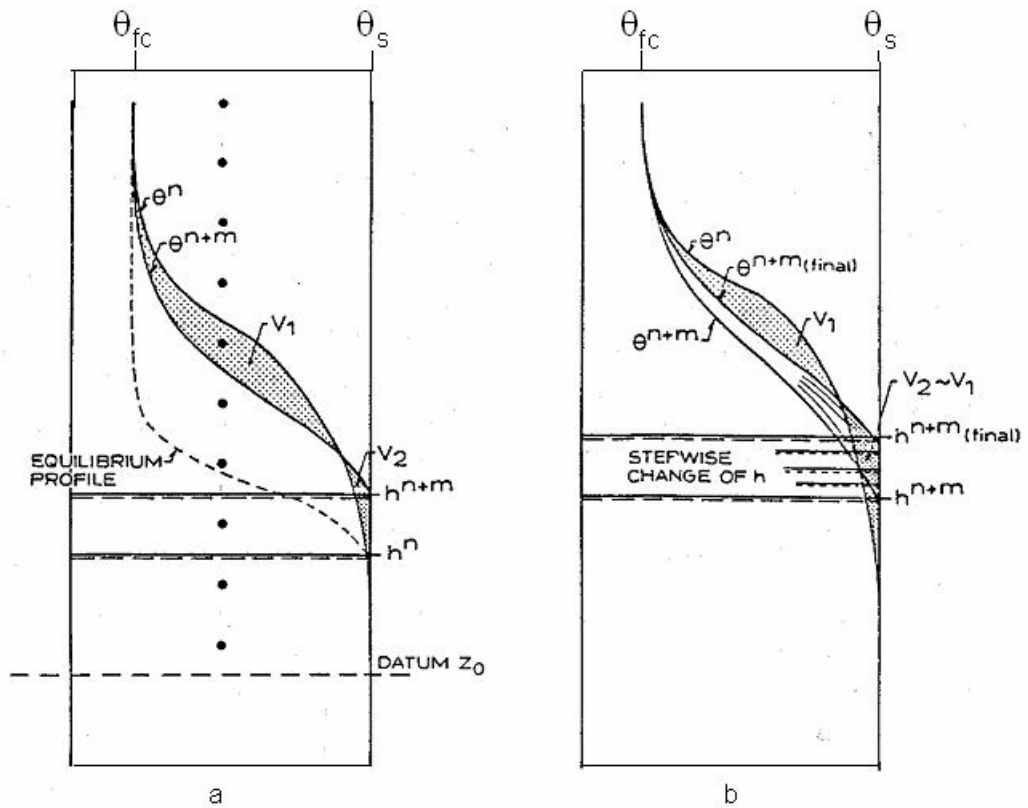 θfc
θs
θn
θn+m
V1
EQUILIBRIUM
PROFILE
V2
hn+m
hn
DATUM Z0
a
θfc
θs
θn
θn+m(final)
V1
θn+m
V2~V1
hn+m(final)
STEFWISE
CHANGE OF h
hn+m
b